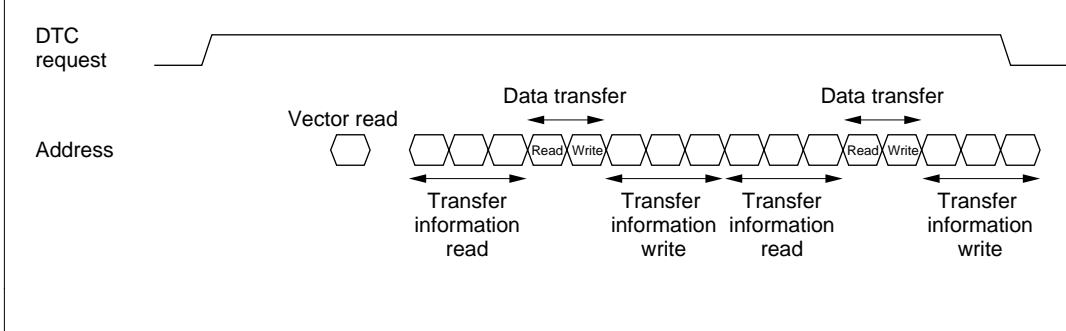 DTC
request
Data transfer
Data transfer
Vector read
Address
Read Write
Read Write
Transfer
information
read
Transfer
information
write
Transfer
information
read
Transfer
information
write